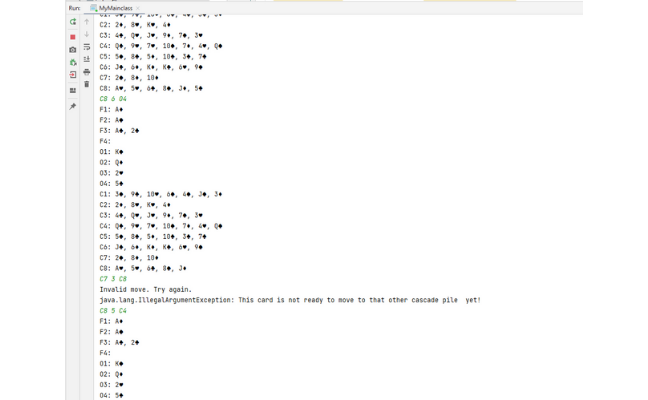 Run: MyMainclass ×
C2: 2♦, 8♥, K♥, 4♦
C3: 4♣, Q♥, J♥, 9♦, 7♠, 3♥
C4: Q♣, 9♥, 7♥, 10♣, 7♦, 4♥, Q♠
C5: 5♠, 8♣, 5♦, 10♠, 3♣, 7♣
C6: J♣, 6♦, K♦, K♣, 6♥, 9♠
C7: 2♠, 8♦, 10♦
C8: A♥, 5♥, 6♣, 8♠, J♦, 5♣
C8 6 O4
F1: A♦
F2: A♠
F3: A♣, 2♣
F4:
O1: K♠
O2: Q♦
O3: 2♥
O4: 5♣
C1: 3♠, 9♣, 10♥, 6♠, 4♠, J♠, 3♦
C2: 2♦, 8♥, K♥, 4♦
C3: 4♣, Q♥, J♥, 9♦, 7♠, 3♥
C4: Q♣, 9♥, 7♥, 10♣, 7♦, 4♥, Q♠
C5: 5♠, 8♣, 5♦, 10♠, 3♣, 7♣
C6: J♣, 6♦, K♦, K♣, 6♥, 9♠
C7: 2♠, 8♦, 10♦
C8: A♥, 5♥, 6♣, 8♠, J♦
C7 3 C8
Invalid move. Try again.
java.lang.IllegalArgumentException: This card is not ready to move to that other cascade pile  yet!
C8 5 C4
F1: A♦
F2: A♠
F3: A♣, 2♣
F4:
O1: K♠
O2: Q♦
O3: 2♥
O4: 5♣